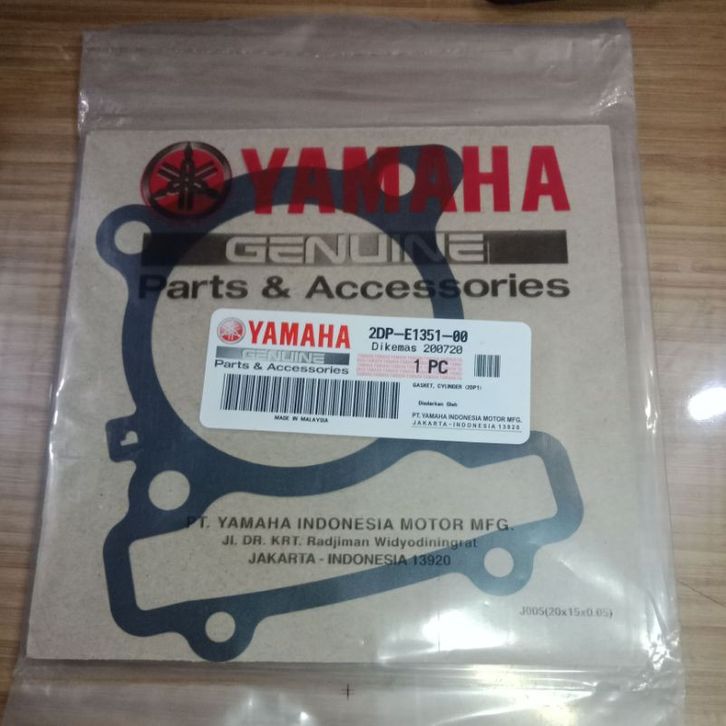 YAMAHA
GENUINE
Parts & Accessories
YAMAHA
GENUINE
Parts & Accessories
MADE IN MALAYSIA
2DP-E1351-00
Dikemas 200720
1 PC
GASKET, CYLINDER (2DP1)
Diedarkan Oleh
PT. YAMAHA INDONESIA MOTOR MFG.
JAKARTA - INDONESIA 13920
PT. YAMAHA INDONESIA MOTOR MFG.
Jl. DR. KRT. Radjiman Widyodiningrat
JAKARTA - INDONESIA 13920
J005(20x15x0.05)